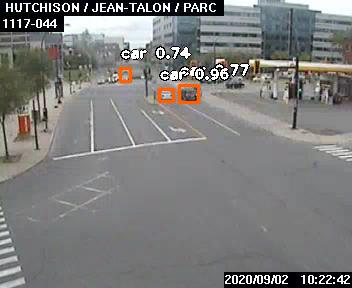 HUTCHISON / JEAN-TALON / PARC
1117-044
car 0.74
car 0.96
0.77
2020/09/02 10:22:42